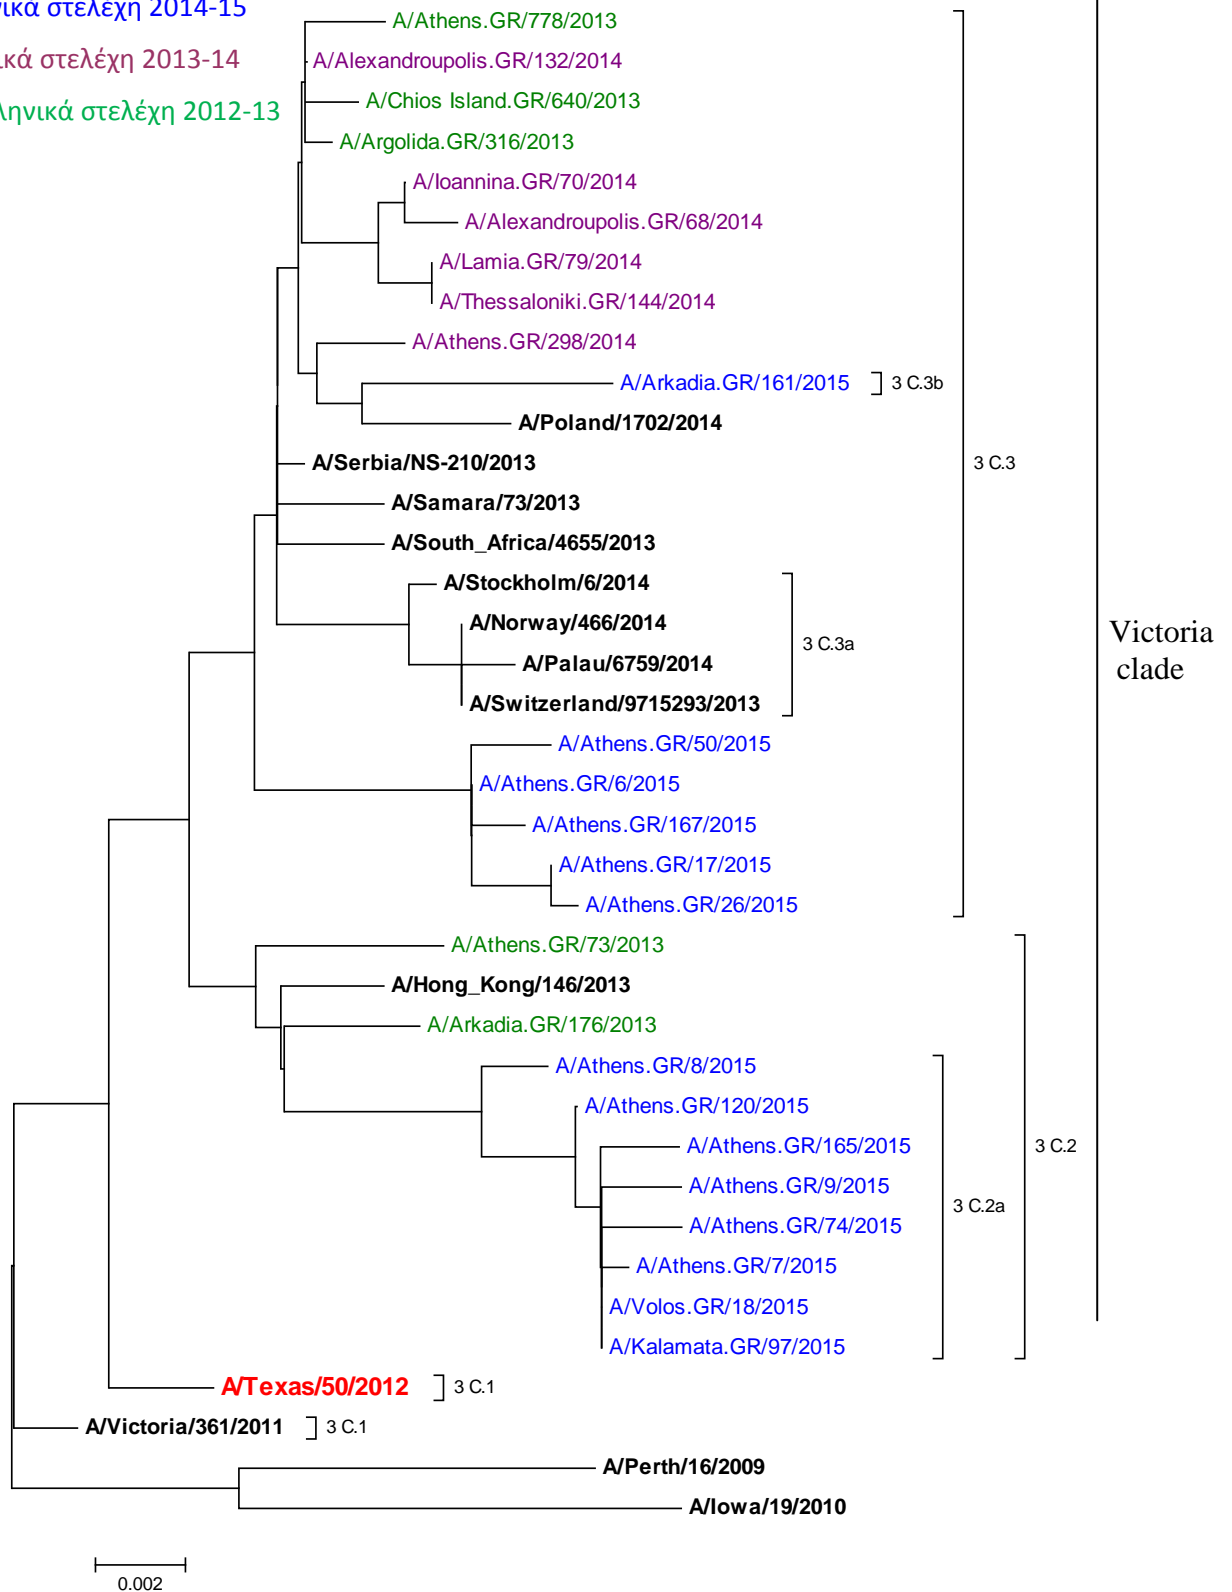 στελέχη 2014-15
στελέχη 2013-14
στελέχη 2012-13
A/Athens.GR/778/2013
A/Alexandroupolis.GR/132/2014
A/Chios Island.GR/640/2013
A/Argolida.GR/316/2013
A/Ioannina.GR/70/2014
A/Alexandroupolis.GR/68/2014
A/Lamia.GR/79/2014
A/Thessaloniki.GR/144/2014
A/Athens.GR/298/2014
A/Arkadia.GR/161/2015
3 C.3b
A/Poland/1702/2014
A/Serbia/NS-210/2013
3 C.3
A/Samara/73/2013
A/South_Africa/4655/2013
A/Stockholm/6/2014
A/Norway/466/2014
3 C.3a
A/Palau/6759/2014
A/Switzerland/9715293/2013
Victoria
clade
A/Athens.GR/50/2015
A/Athens.GR/6/2015
A/Athens.GR/167/2015
A/Athens.GR/17/2015
A/Athens.GR/26/2015
A/Athens.GR/73/2013
A/Hong_Kong/146/2013
A/Arkadia.GR/176/2013
A/Athens.GR/8/2015
A/Athens.GR/120/2015
A/Athens.GR/165/2015
3 C.2
A/Athens.GR/9/2015
3 C.2a
A/Athens.GR/74/2015
A/Athens.GR/7/2015
A/Volos.GR/18/2015
A/Kalamata.GR/97/2015
A/Texas/50/2012
3 C.1
A/Victoria/361/2011
3 C.1
A/Perth/16/2009
A/Iowa/19/2010
0.002